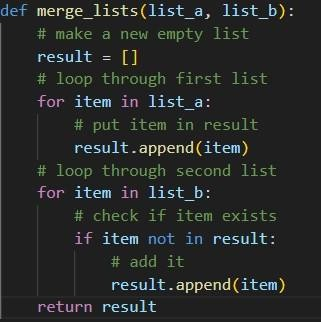 def merge_lists(list_a, list_b):
    # make a new empty list
    result = []
    # loop through first list
    for item in list_a:
        # put item in result
        result.append(item)
    # loop through second list
    for item in list_b:
        # check if item exists
        if item not in result:
            # add it
            result.append(item)
    return result